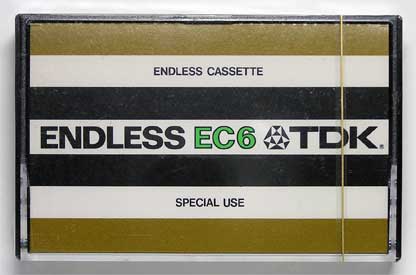 ENDLESS CASSETTE
ENDLESS EC6 TDK®
SPECIAL USE